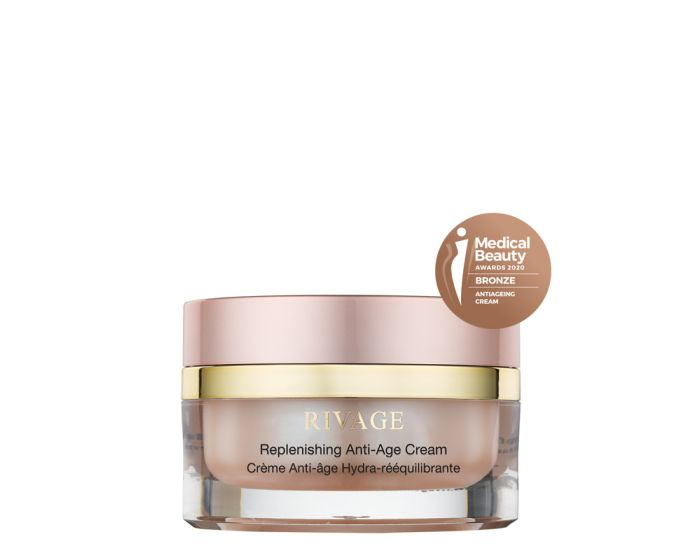 Medical
Beauty
AWARDS 2020
BRONZE
ANTIAGEING
CREAM
RIVAGE
Replenishing Anti-Age Cream
Crème Anti-âge Hydra-rééquilibrante